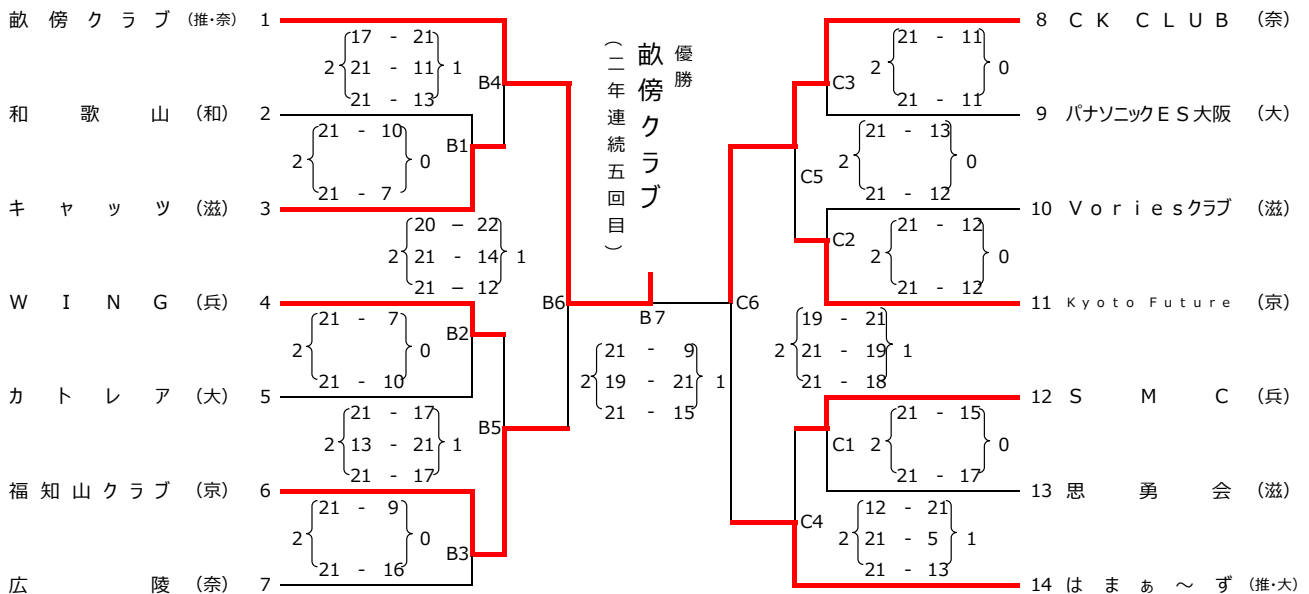 畝傍クラブ (推・奈) 1
17 - 21
2 21 - 11 1
21 - 13
B4
和歌山 (和) 2
21 - 10
2 0
21 - 7
B1
キャッツ (滋) 3
20 － 22
2 21 - 14 1
21 － 12
WING (兵) 4
21 - 7
2 0
21 - 10
B2
カトレア (大) 5
21 - 17
2 13 - 21 1
21 - 17
B5
福知山クラブ (京) 6
21 - 9
2 0
21 - 16
B3
広陵 (奈) 7
B6
優勝
畝傍クラブ
(二年連続五回目)
B7
21 - 9
2 19 - 21 1
21 - 15
C6
8 CK CLUB (奈)
21 - 11
2 0
21 - 11
C3
9 パナソニックES大阪 (大)
21 - 13
2 0
21 - 12
C5
10 Voriesクラブ (滋)
21 - 12
2 0
21 - 12
C2
11 Kyoto Future (京)
19 - 21
2 21 - 19 1
21 - 18
12 SMC (兵)
21 - 15
C1 2 0
21 - 17
13 思勇会 (滋)
12 - 21
2 21 - 5 1
21 - 13
C4
14 はまぁ～ず (推・大)